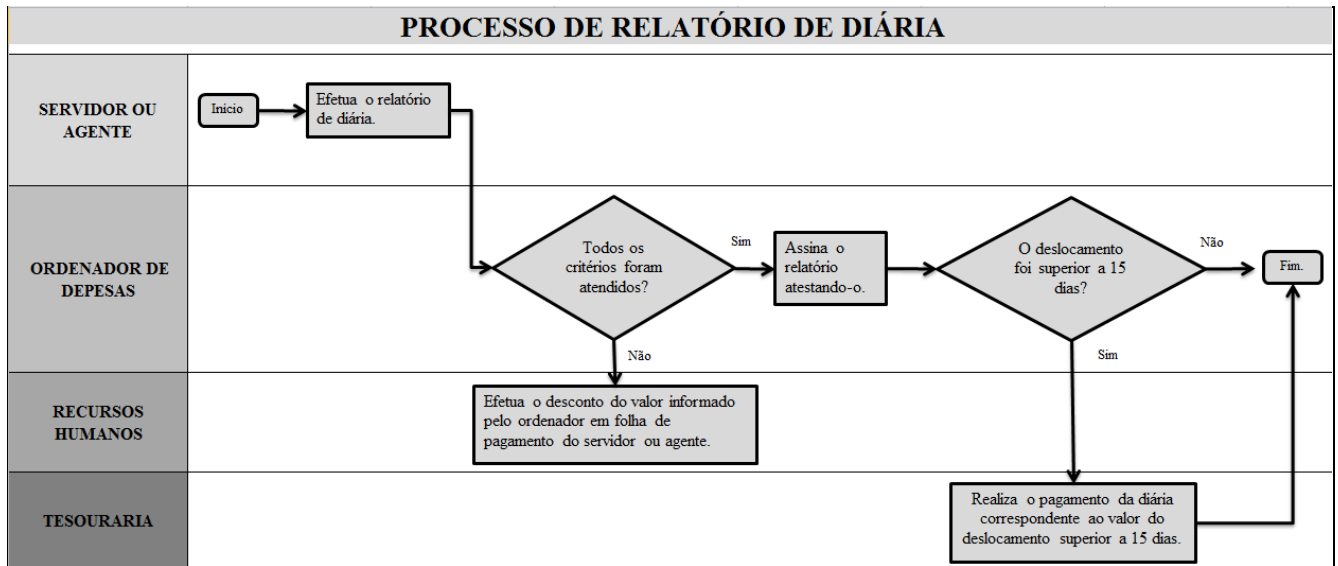 PROCESSO DE RELATÓRIO DE DIÁRIA
SERVIDOR OU
AGENTE
Inicio
Efetua o relatório
de diária.
ORDENADOR DE
DEPESAS
Todos os
critérios foram
atendidos?
Sim
Não
Assina o
relatório
atestando-o.
O deslocamento
foi superior a 15
dias?
Não
Sim
Fim.
RECURSOS
HUMANOS
Efetua o desconto do valor informado
pelo ordenador em folha de
pagamento do servidor ou agente.
TESOURARIA
Realiza o pagamento da diária
correspondente ao valor do
deslocamento superior a 15 dias.